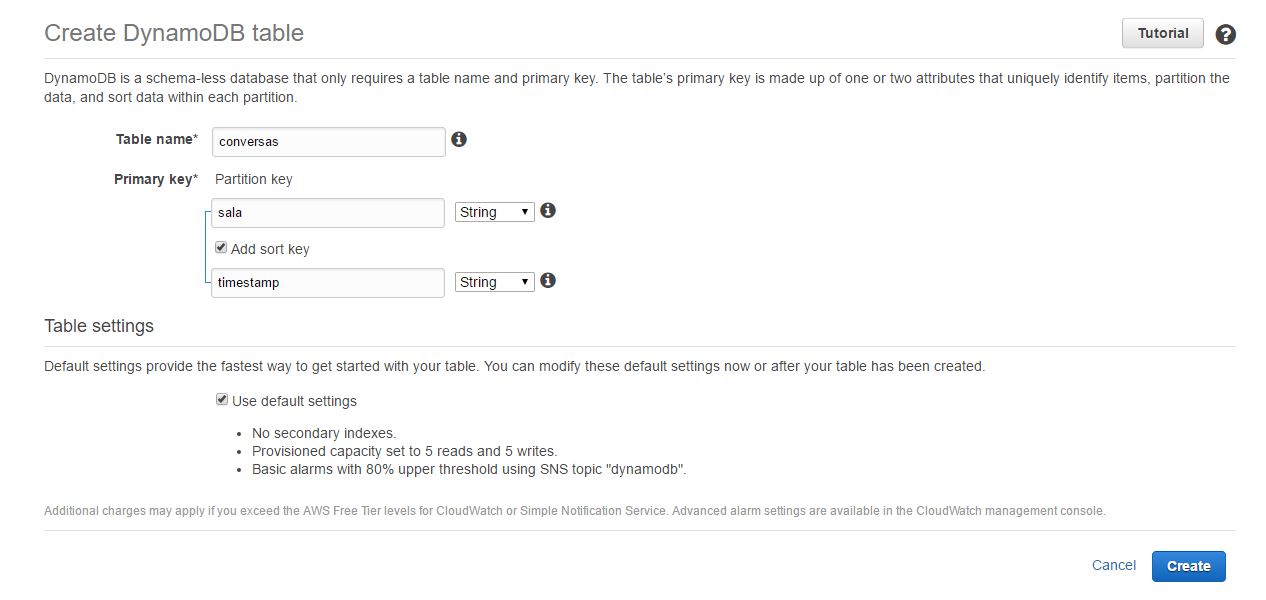 Create DynamoDB table
Tutorial
DynamoDB is a schema-less database that only requires a table name and primary key. The table's primary key is made up of one or two attributes that uniquely identify items, partition the
data, and sort data within each partition.
Table name* conversas
Primary key* Partition key
sala String
Add sort key
timestamp String
Table settings
Default settings provide the fastest way to get started with your table. You can modify these default settings now or after your table has been created.
Use default settings
• No secondary indexes.
• Provisioned capacity set to 5 reads and 5 writes.
• Basic alarms with 80% upper threshold using SNS topic "dynamodb".
Additional charges may apply if you exceed the AWS Free Tier levels for CloudWatch or Simple Notification Service. Advanced alarm settings are available in the CloudWatch management console.
Cancel Create